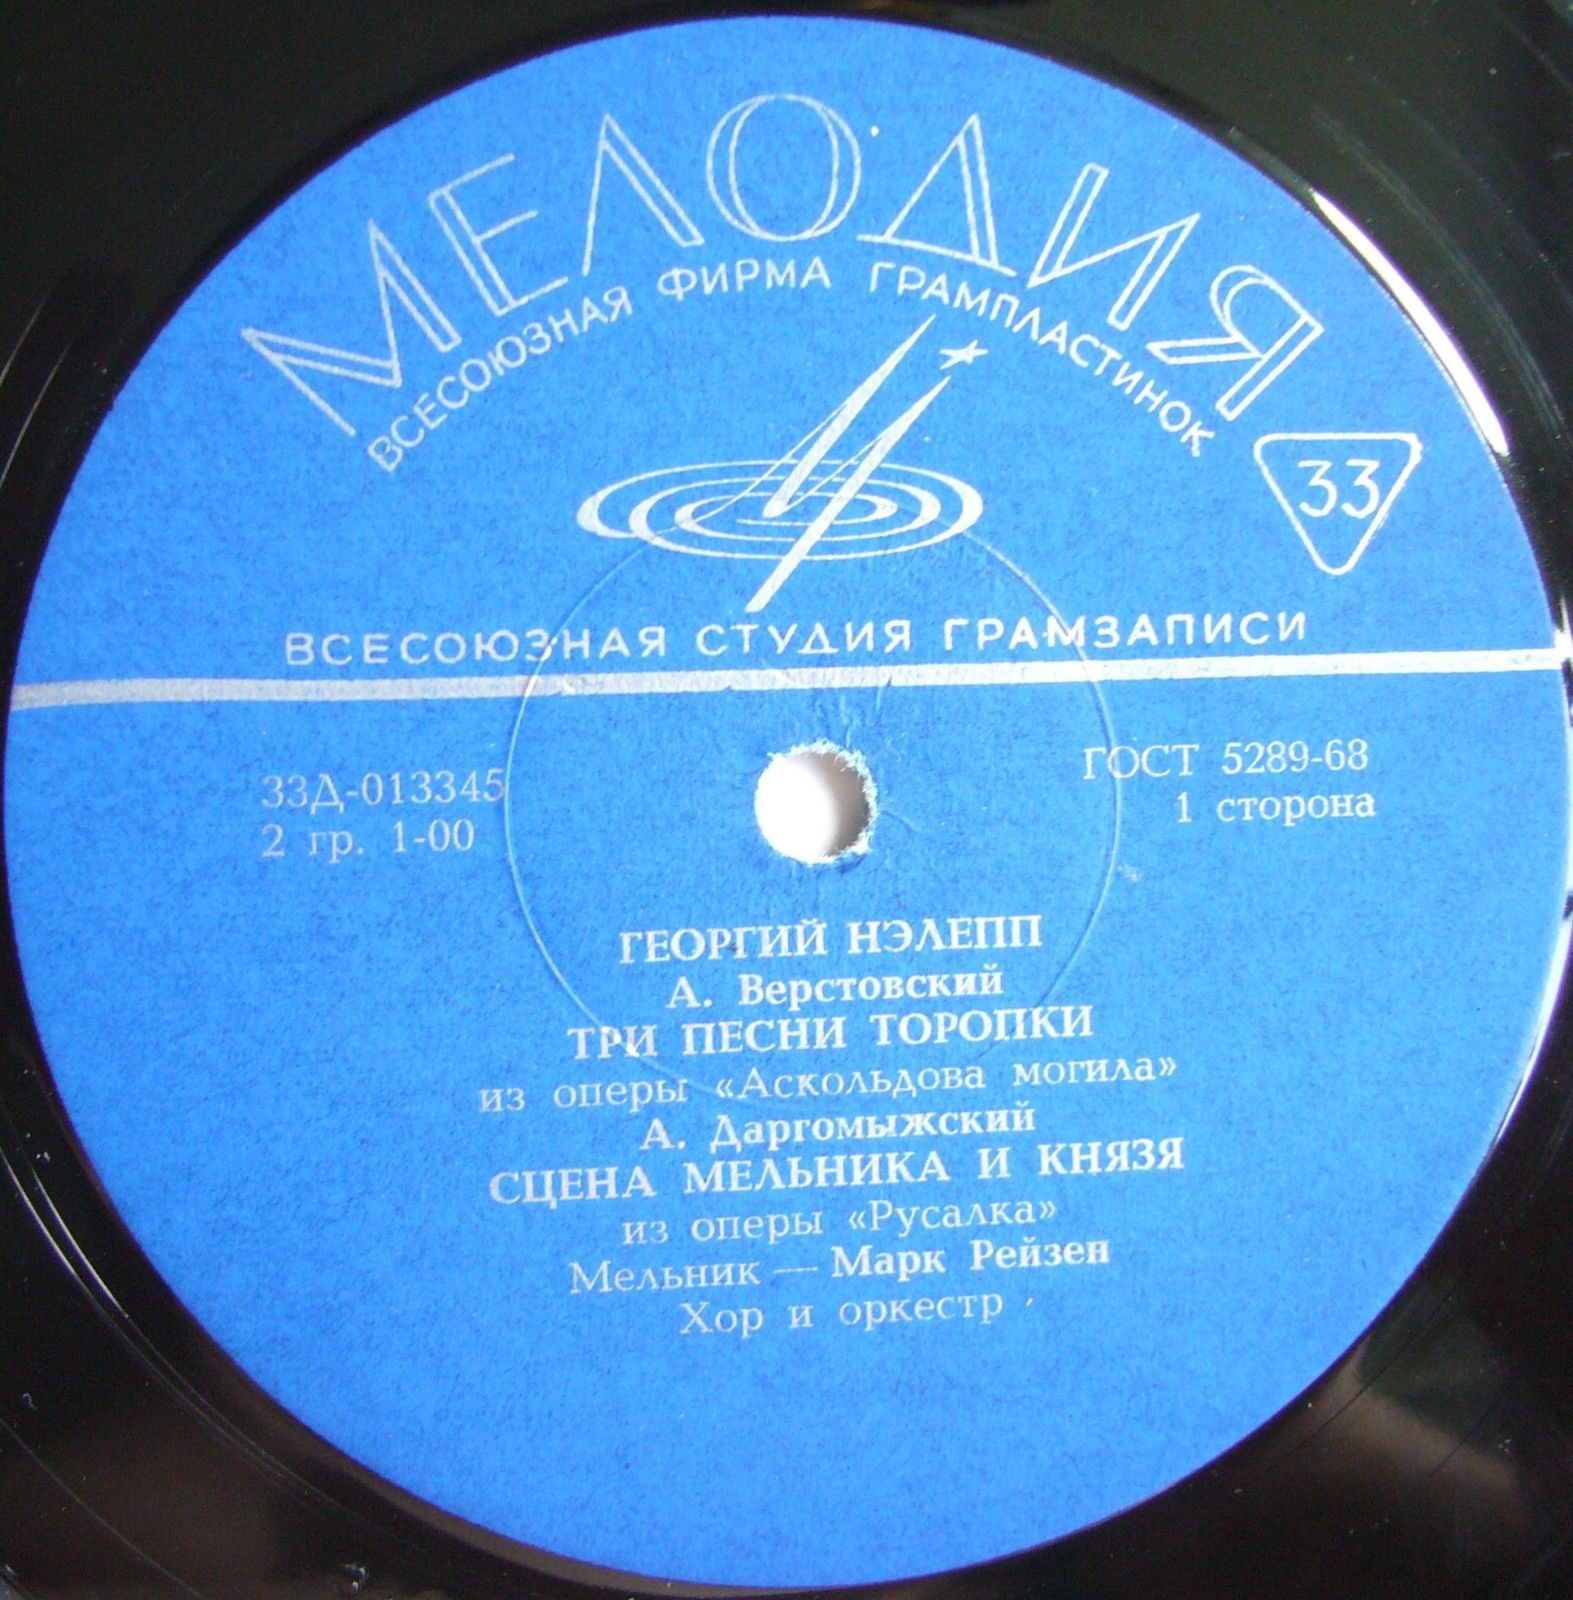 МЕЛОДИЯ
ВСЕСОЮЗНАЯ ФИРМА ГРАМПЛАСТИНОК
33
ВСЕСОЮЗНАЯ СТУДИЯ ГРАМЗАПИСИ
33Д-013345
2 гр. 1-00
ГОСТ 5289-68
1 сторона
ГЕОРГИЙ НЭЛЕПП
А. Верстовский
ТРИ ПЕСНИ ТОРОПКИ
из оперы «Аскольдова могила»
А. Даргомыжский
СЦЕНА МЕЛЬНИКА И КНЯЗЯ
из оперы «Русалка»
Мельник — Марк Рейзен
Хор и оркестр